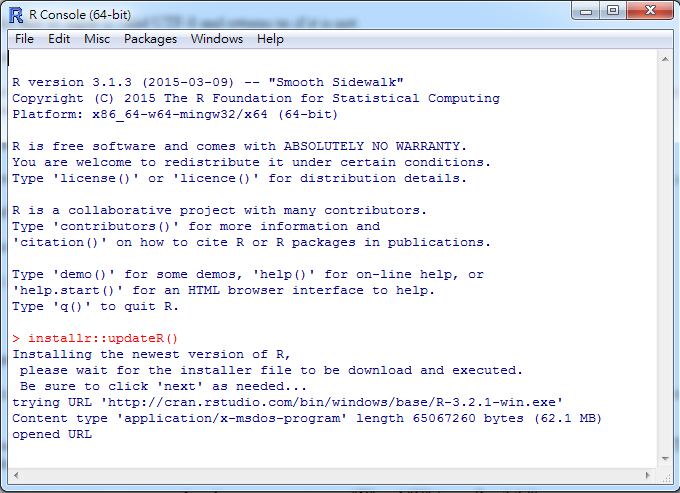 R Console (64-bit)
File Edit Misc Packages Windows Help
R version 3.1.3 (2015-03-09) -- "Smooth Sidewalk"
Copyright (C) 2015 The R Foundation for Statistical Computing
Platform: x86_64-w64-mingw32/x64 (64-bit)
R is free software and comes with ABSOLUTELY NO WARRANTY.
You are welcome to redistribute it under certain conditions.
Type 'license()' or 'licence()' for distribution details.
R is a collaborative project with many contributors.
Type 'contributors()' for more information and
'citation()' on how to cite R or R packages in publications.
Type 'demo()' for some demos, 'help()' for on-line help, or
'help.start()' for an HTML browser interface to help.
Type 'q()' to quit R.
> installr::updateR()
Installing the newest version of R,
 please wait for the installer file to be download and executed.
 Be sure to click 'next' as needed...
trying URL 'http://cran.rstudio.com/bin/windows/base/R-3.2.1-win.exe'
Content type 'application/x-msdos-program' length 65067260 bytes (62.1 MB)
opened URL